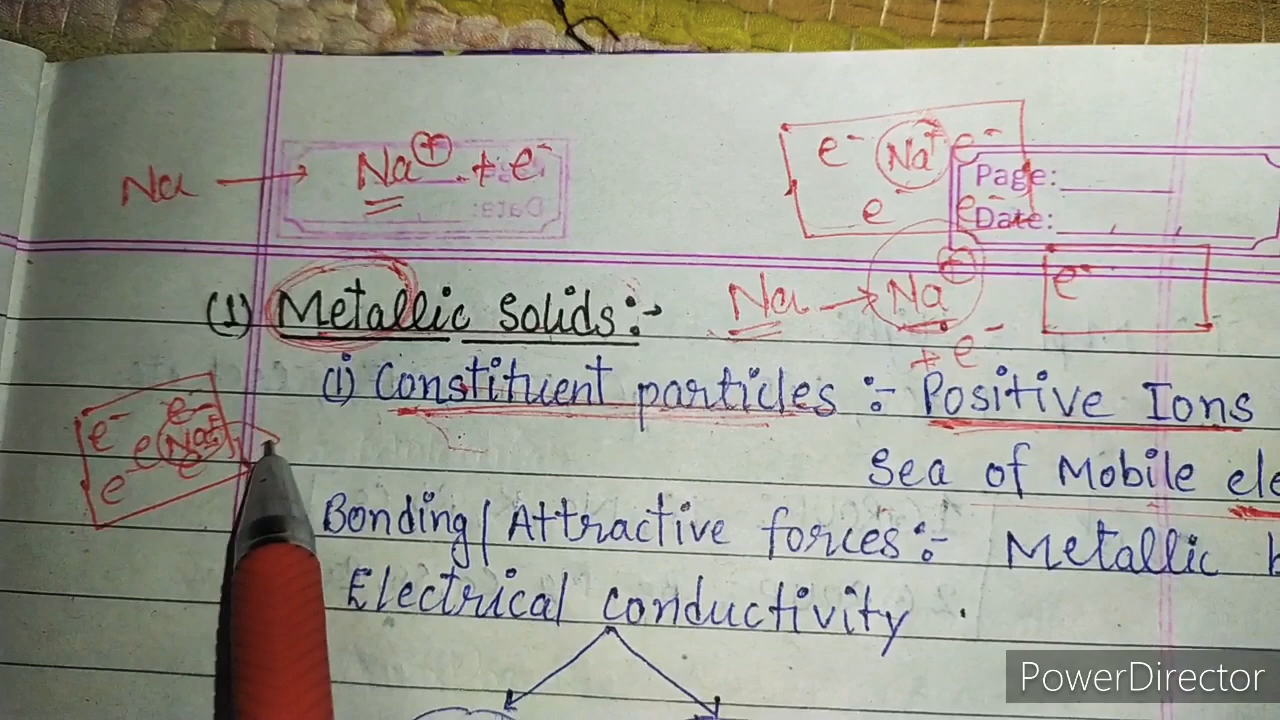 Na → Na⊕ + e⁻
e⁻ Na⁺ e⁻
e⁻ e⁻
Page:
Date:
(1) Metallic solids:-
Na → Na⊕
+ e⁻
e⁻
(i) Constituent particles :- Positive Ions
Sea of Mobile ele
e⁻ e⁻
e Na⁺
e⁻ e
Bonding/Attractive forces:- Metallic b
Electrical conductivity .
PowerDirector